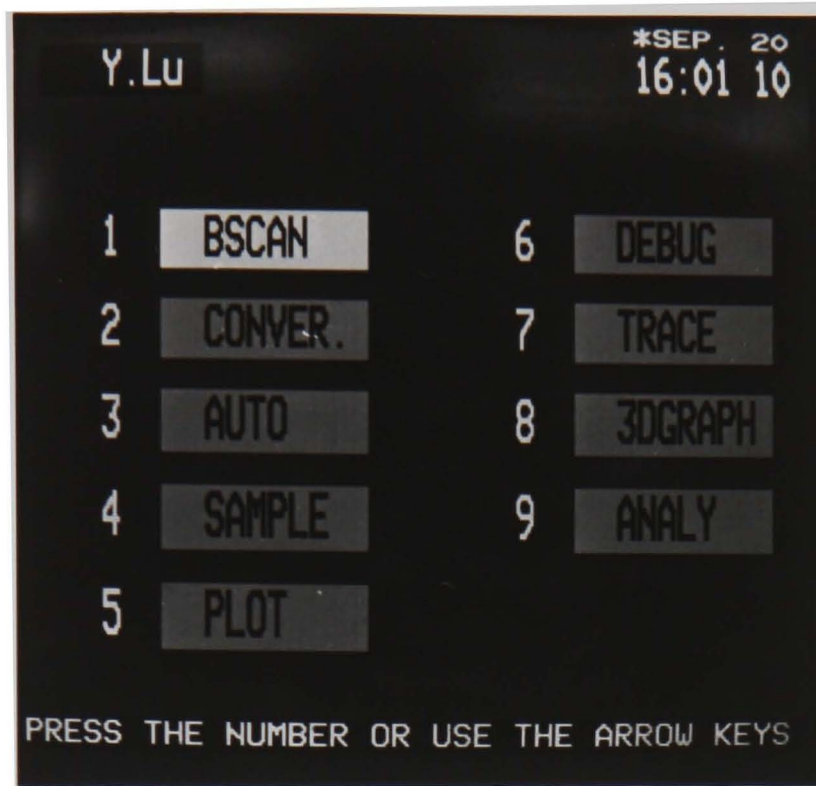 Y.Lu
*SEP. 20
16:01 10
1 BSCAN
2 CONVER.
3 AUTO
4 SAMPLE
5 PLOT
6 DEBUG
7 TRACE
8 3DGRAPH
9 ANALY
PRESS THE NUMBER OR USE THE ARROW KEYS